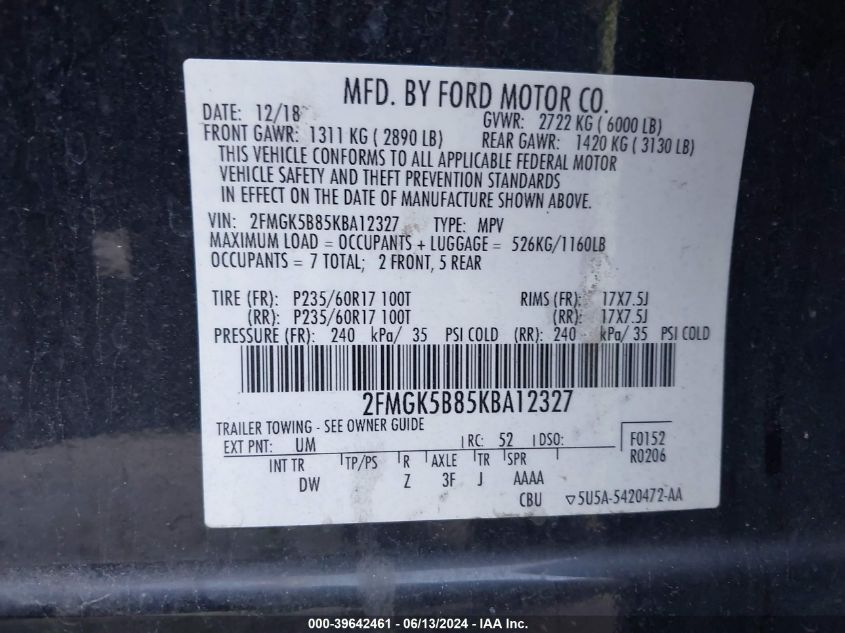 MFD. BY FORD MOTOR CO.
DATE: 12/18 GVWR: 2722 KG ( 6000 LB)
FRONT GAWR: 1311 KG ( 2890 LB) REAR GAWR: 1420 KG ( 3130 LB)
THIS VEHICLE CONFORMS TO ALL APPLICABLE FEDERAL MOTOR
VEHICLE SAFETY AND THEFT PREVENTION STANDARDS
IN EFFECT ON THE DATE OF MANUFACTURE SHOWN ABOVE.
VIN: 2FMGK5B85KBA12327 TYPE: MPV
MAXIMUM LOAD = OCCUPANTS + LUGGAGE = 526KG/1160LB
OCCUPANTS = 7 TOTAL; 2 FRONT, 5 REAR
TIRE (FR): P235/60R17 100T RIMS (FR): 17X7.5J
(RR): P235/60R17 100T (RR): 17X7.5J
PRESSURE (FR): 240 kPa/ 35 PSI COLD (RR): 240 kPa/ 35 PSI COLD
2FMGK5B85KBA12327
TRAILER TOWING - SEE OWNER GUIDE
EXT PNT: UM RC: 52 DSO: F0152
INT TR TP/PS R AXLE TR SPR R0206
DW Z 3F J AAAA
CBU 5U5A-5420472-AA
000-39642461 - 06/13/2024 - IAA Inc.